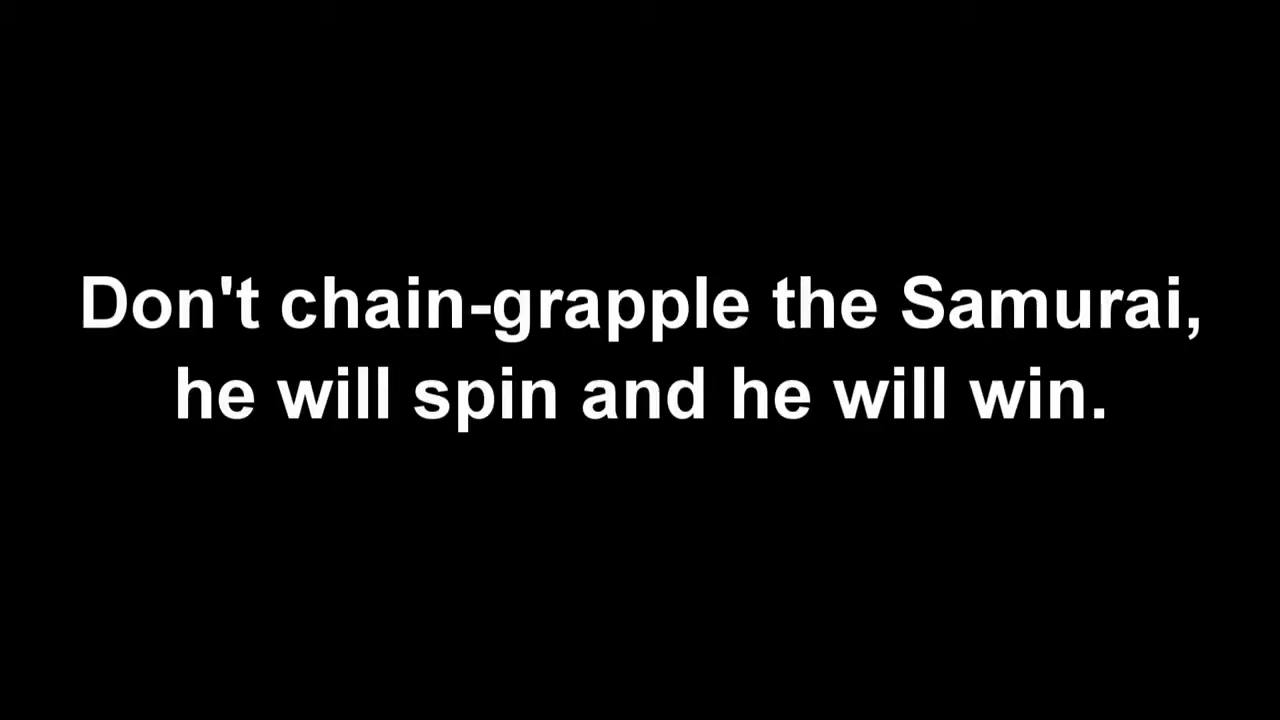 Don't chain-grapple the Samurai,
he will spin and he will win.